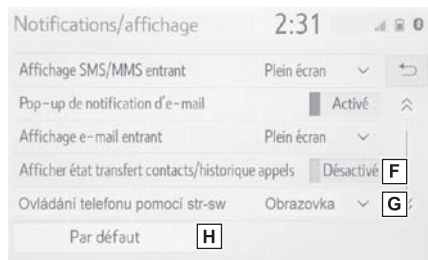 Notifications/affichage 2:31
Affichage SMS/MMS entrant Plein écran
Pop-up de notification d'e-mail Activé
Affichage e-mail entrant Plein écran
Afficher état transfert contacts/historique appels Désactivé F
Ovládání telefonu pomocí str-sw Obrazovka G
Par défaut H